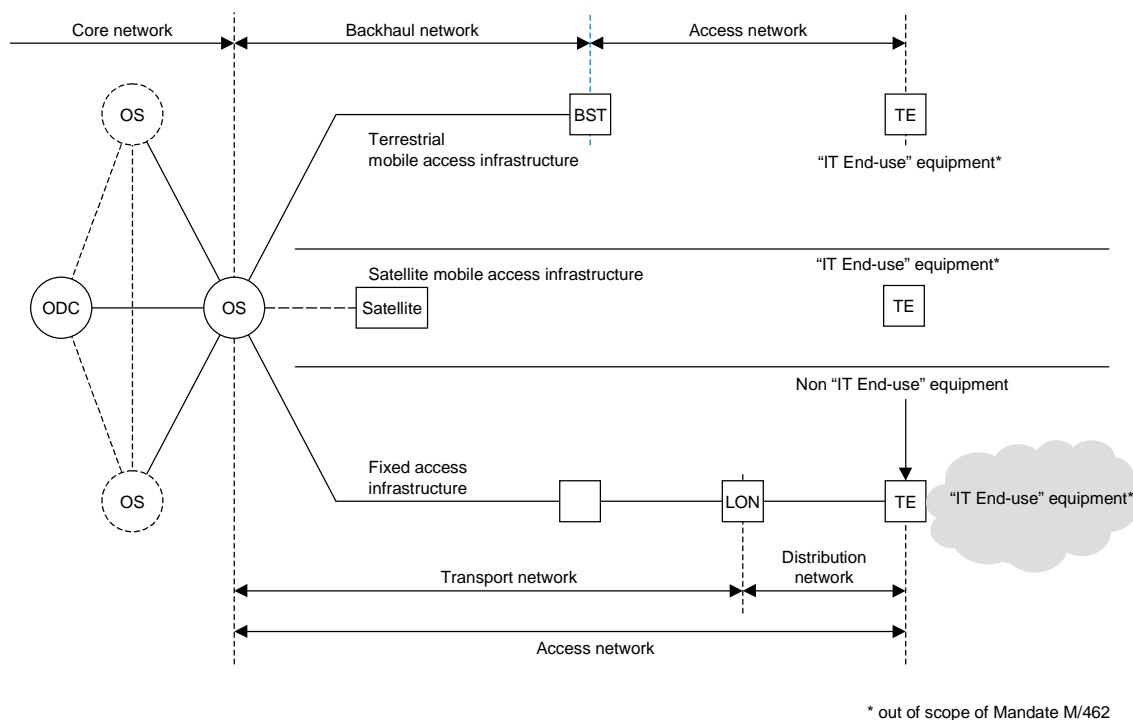 Core network
Backhaul network
Access network
OS
BST
TE
Terrestrial
mobile access infrastructure
“IT End-use” equipment*
Satellite mobile access infrastructure
“IT End-use” equipment*
ODC
OS
Satellite
TE
Non “IT End-use” equipment
Fixed access
infrastructure
OS
LON
TE
“IT End-use” equipment*
Transport network
Distribution
network
Access network
* out of scope of Mandate M/462